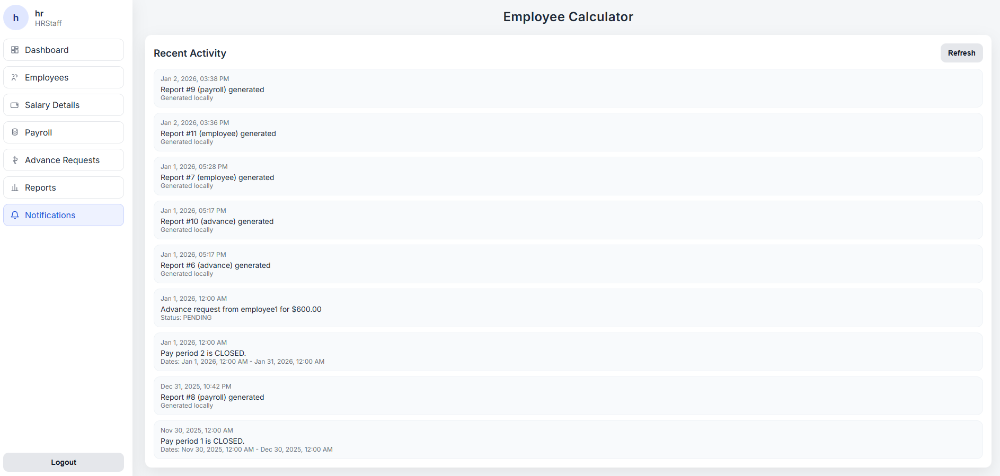 h
hr
HRStaff
Dashboard
Employees
Salary Details
Payroll
Advance Requests
Reports
Notifications
Logout
Employee Calculator
Recent Activity
Refresh
Jan 2, 2026, 03:38 PM
Report #9 (payroll) generated
Generated locally
Jan 2, 2026, 03:36 PM
Report #11 (employee) generated
Generated locally
Jan 1, 2026, 05:28 PM
Report #7 (employee) generated
Generated locally
Jan 1, 2026, 05:17 PM
Report #10 (advance) generated
Generated locally
Jan 1, 2026, 05:17 PM
Report #6 (advance) generated
Generated locally
Jan 1, 2026, 12:00 AM
Advance request from employee1 for $600.00
Status: PENDING
Jan 1, 2026, 12:00 AM
Pay period 2 is CLOSED.
Dates: Jan 1, 2026, 12:00 AM - Jan 31, 2026, 12:00 AM
Dec 31, 2025, 10:42 PM
Report #8 (payroll) generated
Generated locally
Nov 30, 2025, 12:00 AM
Pay period 1 is CLOSED.
Dates: Nov 30, 2025, 12:00 AM - Dec 30, 2025, 12:00 AM